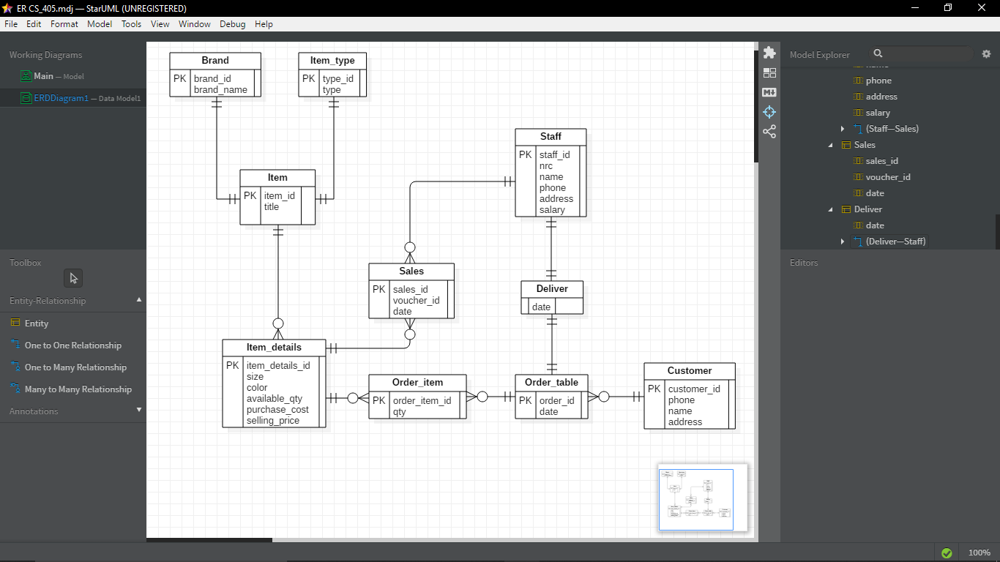 ER CS_405.mdj — StarUML (UNREGISTERED)
File Edit Format Model Tools View Window Debug Help
Working Diagrams
Main — Model
ERDDiagram1 — Data Model1
Toolbox
Entity-Relationship
Entity
One to One Relationship
One to Many Relationship
Many to Many Relationship
Annotations
Brand
PK brand_id
brand_name
Item_type
PK type_id
type
Item
PK item_id
title
Staff
PK staff_id
nrc
name
phone
address
salary
Sales
PK sales_id
voucher_id
date
Deliver
date
Item_details
PK item_details_id
size
color
available_qty
purchase_cost
selling_price
Order_item
PK order_item_id
qty
Order_table
PK order_id
date
Customer
PK customer_id
phone
name
address
M
Model Explorer
phone
address
salary
(Staff—Sales)
Sales
sales_id
voucher_id
date
Deliver
date
(Deliver—Staff)
Editors
100%